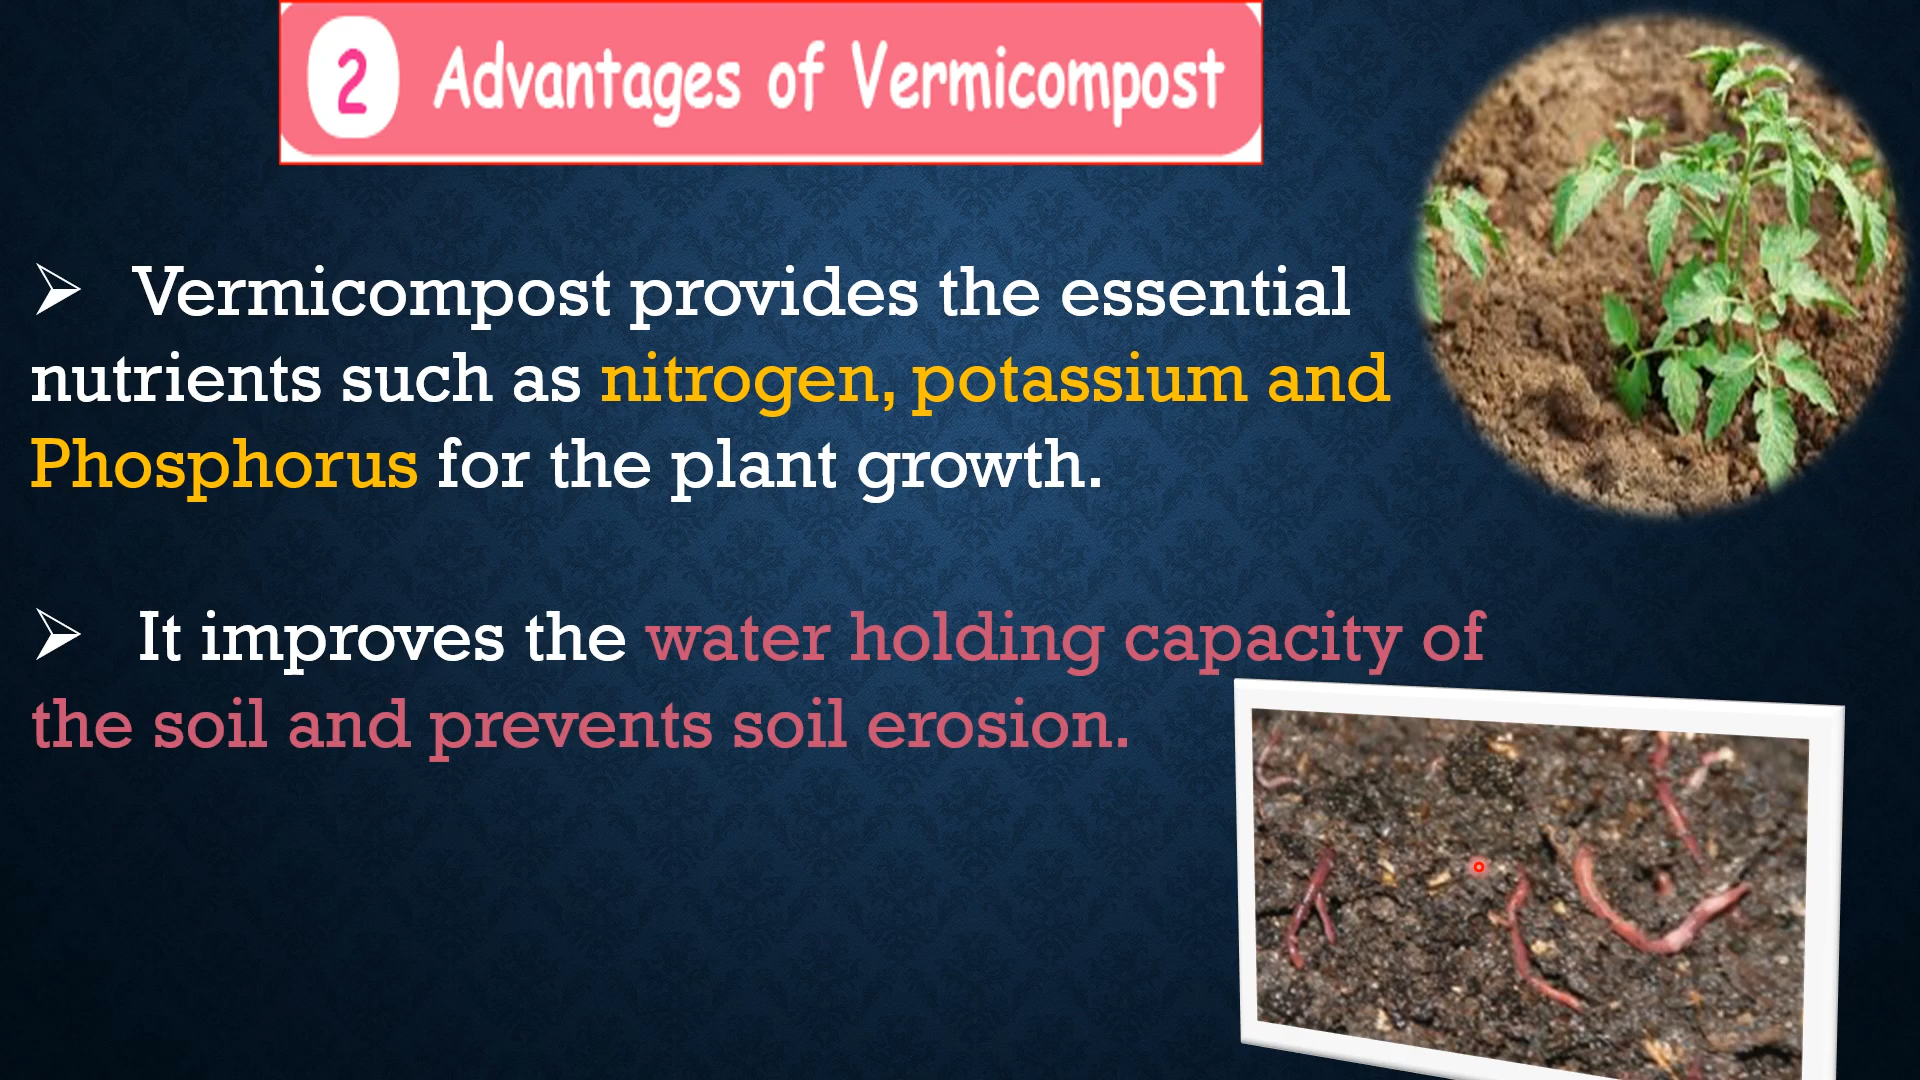 2 Advantages of Vermicompost
➢ Vermicompost provides the essential
nutrients such as nitrogen, potassium and
Phosphorus for the plant growth.
➢ It improves the water holding capacity of
the soil and prevents soil erosion.